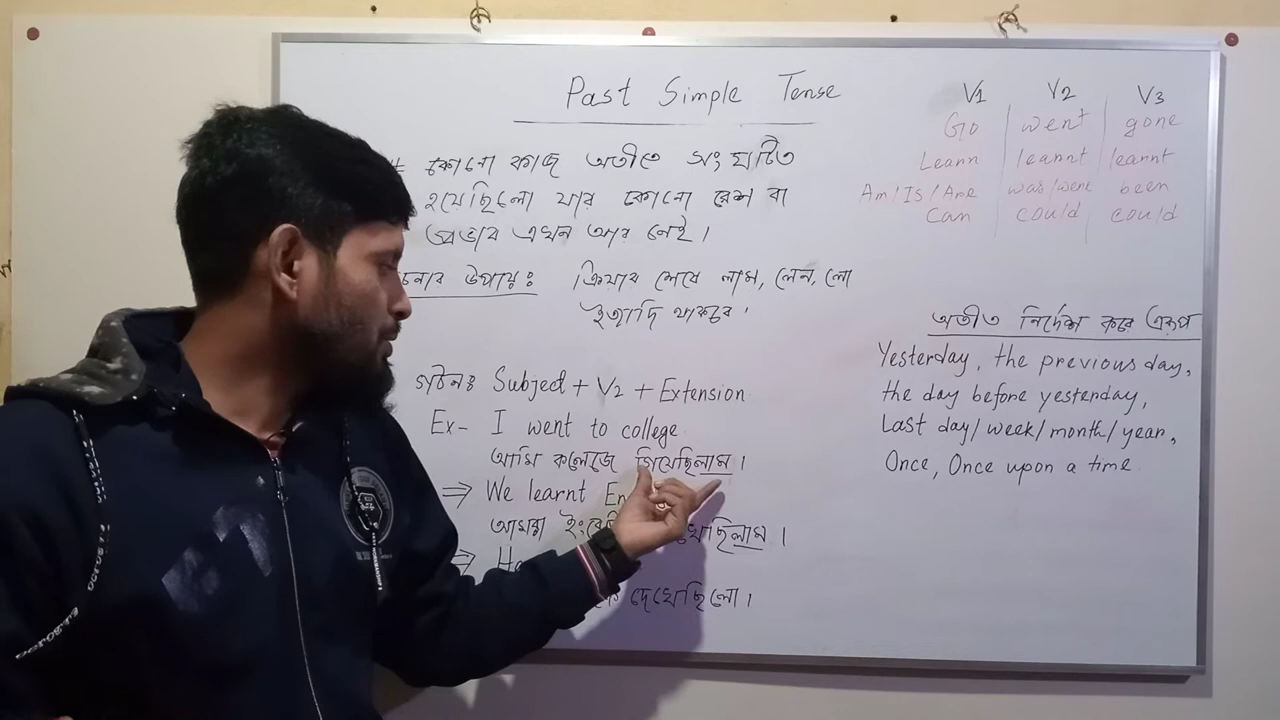 Past Simple Tense
# কোনো কাজ অতীতে সংঘটিত
হয়েছিলো যার কোনো রেশ বা
প্রভাব এখন আর নেই।
চেনার উপায়ঃ ক্রিয়ার শেষে লাম, লেন, লো
ইত্যাদি থাকবে।
গঠনঃ Subject + V2 + Extension
Ex- I went to college
আমি কলেজে গিয়েছিলাম।
⇒ We learnt En
আমরা ইংরেজি খেছিলাম।
⇒ He
কে দেখেছিলো।
V1 V2 V3
Go went gone
Learn learnt learnt
Am/Is/Are was/were been
Can could could
অতীত নির্দেশ করে এরূপ
Yesterday, the previous day,
the day before yesterday,
Last day/week/month/year,
Once, Once upon a time.